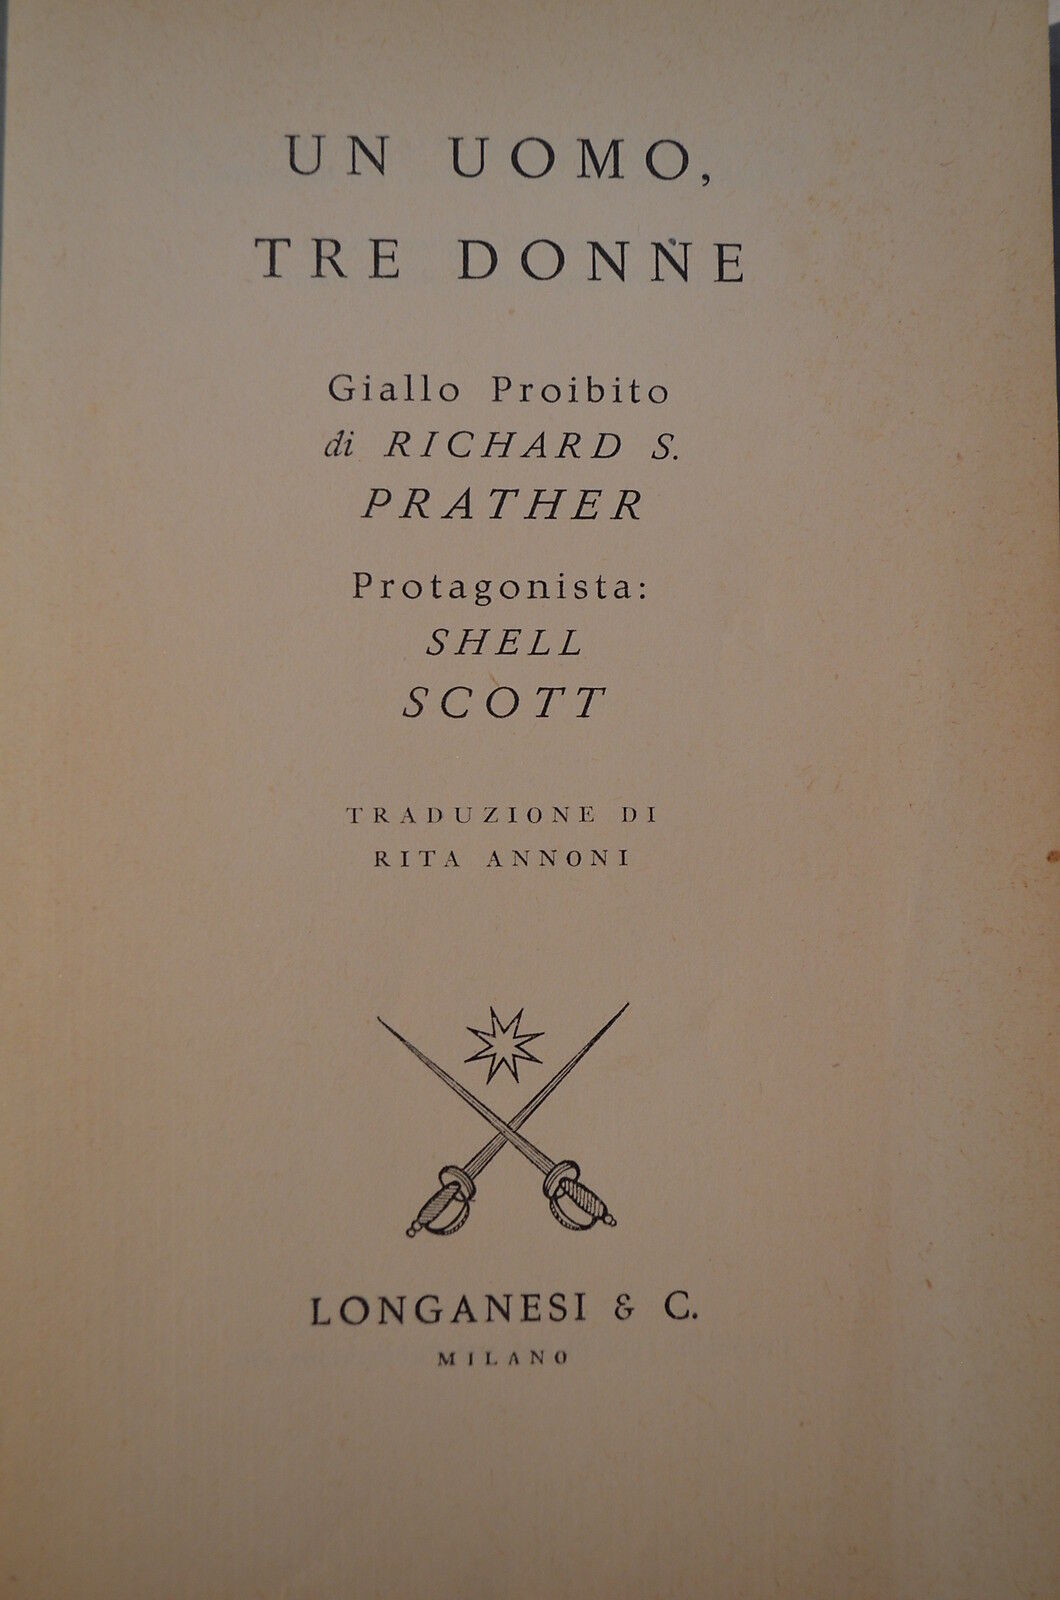 UN UOMO,
TRE DONNE
Giallo Proibito
di RICHARD S.
PRATHER
Protagonista:
SHELL
SCOTT
TRADUZIONE DI
RITA ANNONI
LONGANESI & C.
MILANO